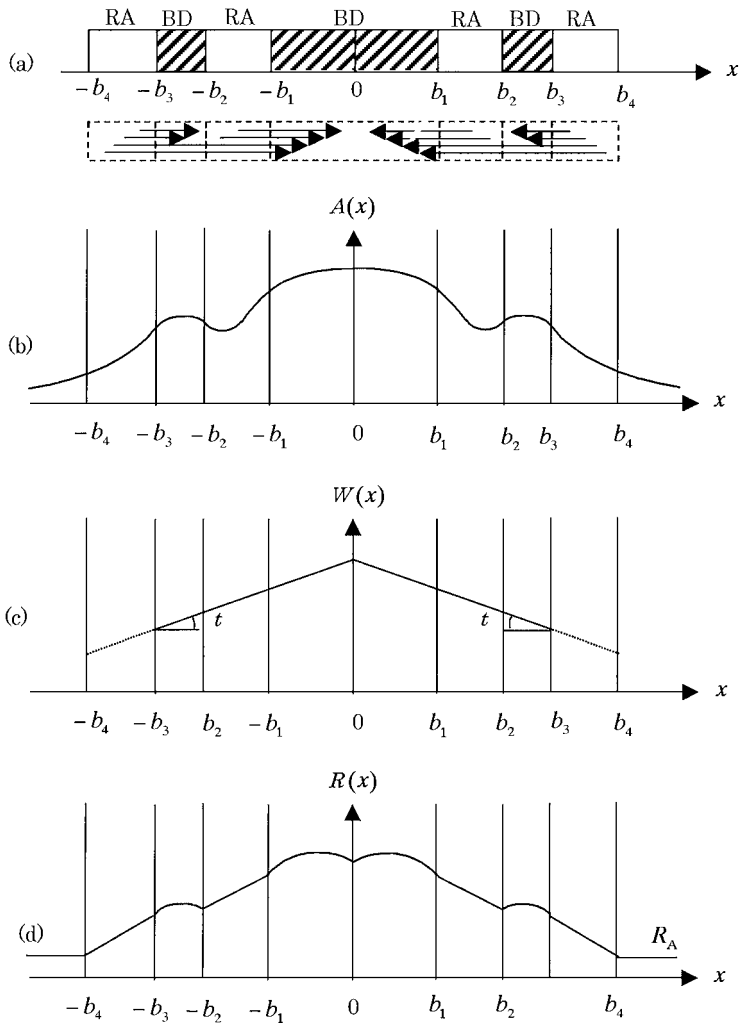 RA BD RA BD RA BD RA
(a)
x
−b₄ −b₃ −b₂ −b₁ 0 b₁ b₂ b₃ b₄
A(x)
(b)
x
−b₄ −b₃ −b₂ −b₁ 0 b₁ b₂ b₃ b₄
W(x)
(c)
t t
x
−b₄ −b₃ b₂ −b₁ 0 b₁ b₂ b₃ b₄
R(x)
(d)
R_A
x
−b₄ −b₃ −b₂ −b₁ 0 b₁ b₂ b₄